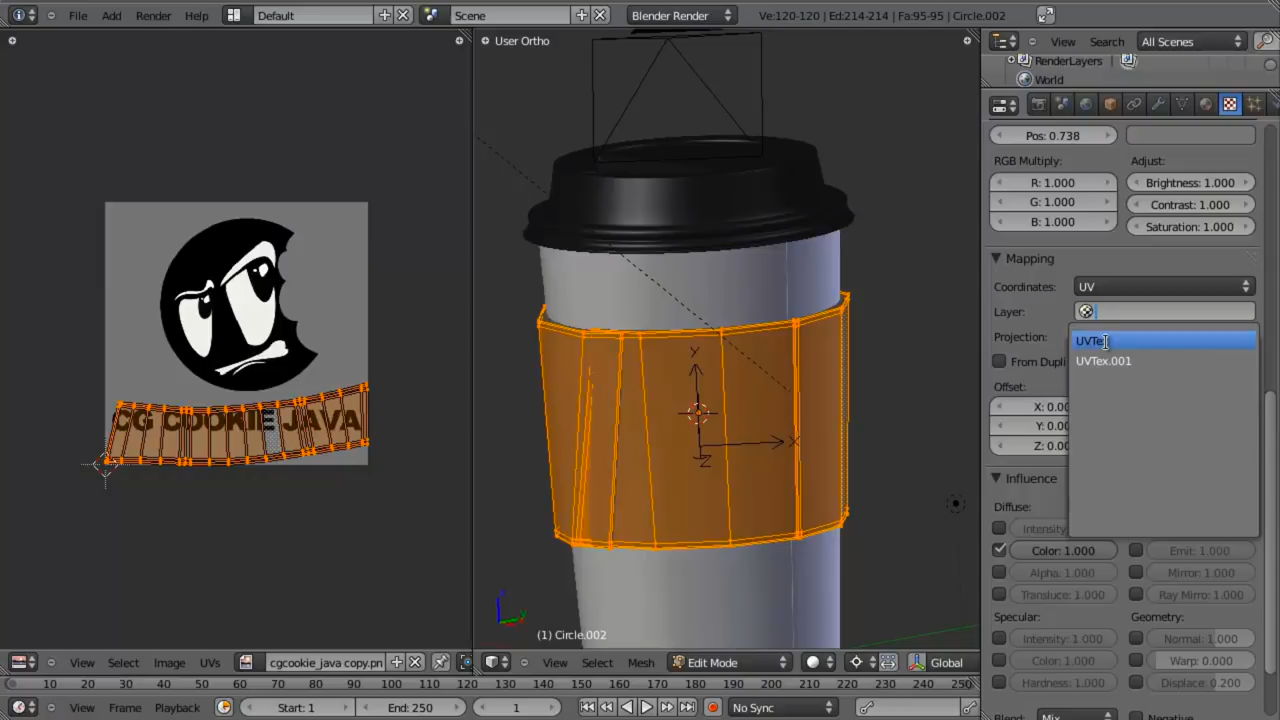 File Add Render Help Default Scene Blender Render Ve:120-120 | Ed:214-214 | Fa:95-95 | Circle.002
User Ortho
View Search All Scenes
RenderLayers
World
Pos: 0.738
RGB Multiply: Adjust:
R: 1.000 Brightness: 1.000
G: 1.000 Contrast: 1.000
B: 1.000 Saturation: 1.000
Mapping
Coordinates: UV
Layer:
Projection: UVTex
UVTex.001
From Dupli
Offset:
X: 0.00
Y: 0.00
Z: 0.00
CG COOKIE JAVA
Y
X
Z
Influence
Diffuse:
Intensity
Color: 1.000 Emit: 1.000
Alpha: 1.000 Mirror: 1.000
Transluce: 1.000 Ray Mirror: 1.000
Specular: Geometry:
Intensity: 1.000 Normal: 1.000
Color: 1.000 Warp: 0.000
Hardness: 1.000 Displace: 0.200
Blend: Mix Negative
z
y
(1) Circle.002
View Select Image UVs cgcookie_java copy.pn View Select Mesh Edit Mode Global
10 20 30 40 50 60 70 80 90 100 110 120 130 140 150 160 170 180 190 200 210 220 230 240 250
View Frame Playback Start: 1 End: 250 1 No Sync